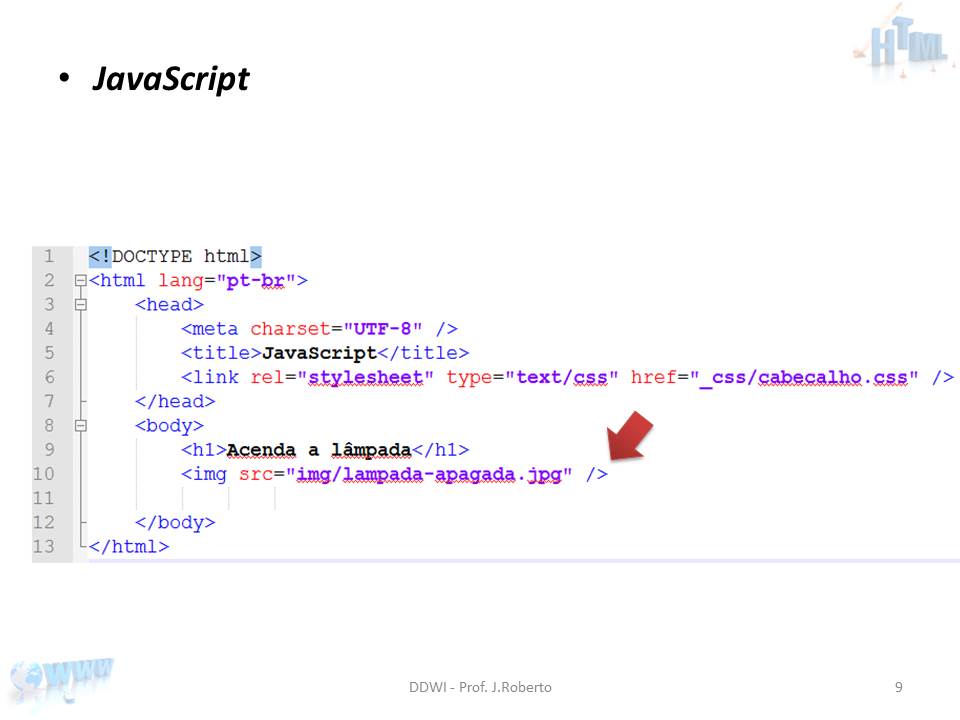 HTML
• JavaScript
1 <!DOCTYPE html>
2 <html lang="pt-br">
3 <head>
4 <meta charset="UTF-8" />
5 <title>JavaScript</title>
6 <link rel="stylesheet" type="text/css" href="_css/cabecalho.css" />
7 </head>
8 <body>
9 <h1>Acenda a lâmpada</h1>
10 <img src="img/lampada-apagada.jpg" />
11
12 </body>
13 </html>
www
DDWI - Prof. J.Roberto
9